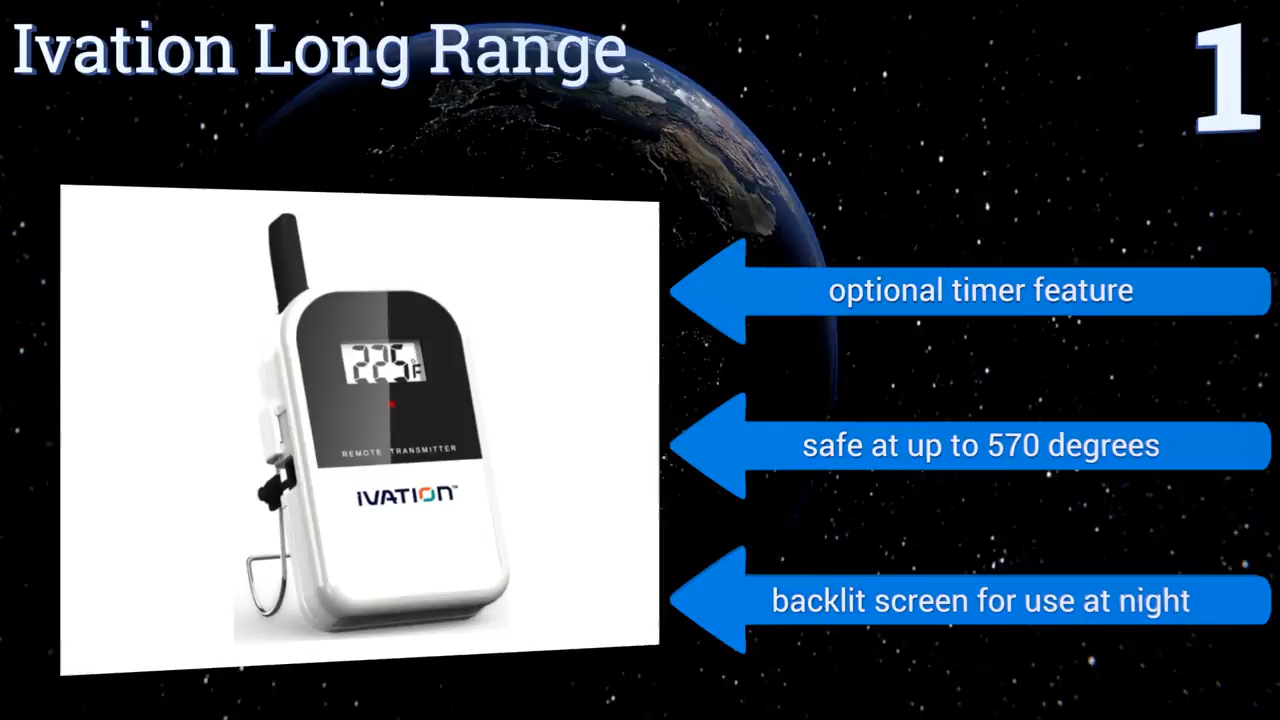 Ivation Long Range
1
optional timer feature
225°F
REMOTE TRANSMITTER
iVATION™
safe at up to 570 degrees
backlit screen for use at night